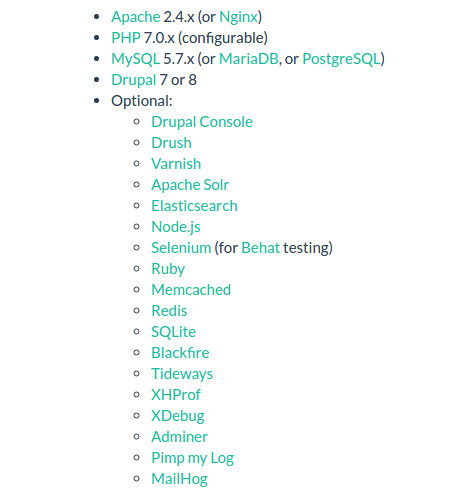 Apache 2.4.x (or Nginx)
PHP 7.0.x (configurable)
MySQL 5.7.x (or MariaDB, or PostgreSQL)
Drupal 7 or 8
Optional:
Drupal Console
Drush
Varnish
Apache Solr
Elasticsearch
Node.js
Selenium (for Behat testing)
Ruby
Memcached
Redis
SQLite
Blackfire
Tideways
XHProf
XDebug
Adminer
Pimp my Log
MailHog